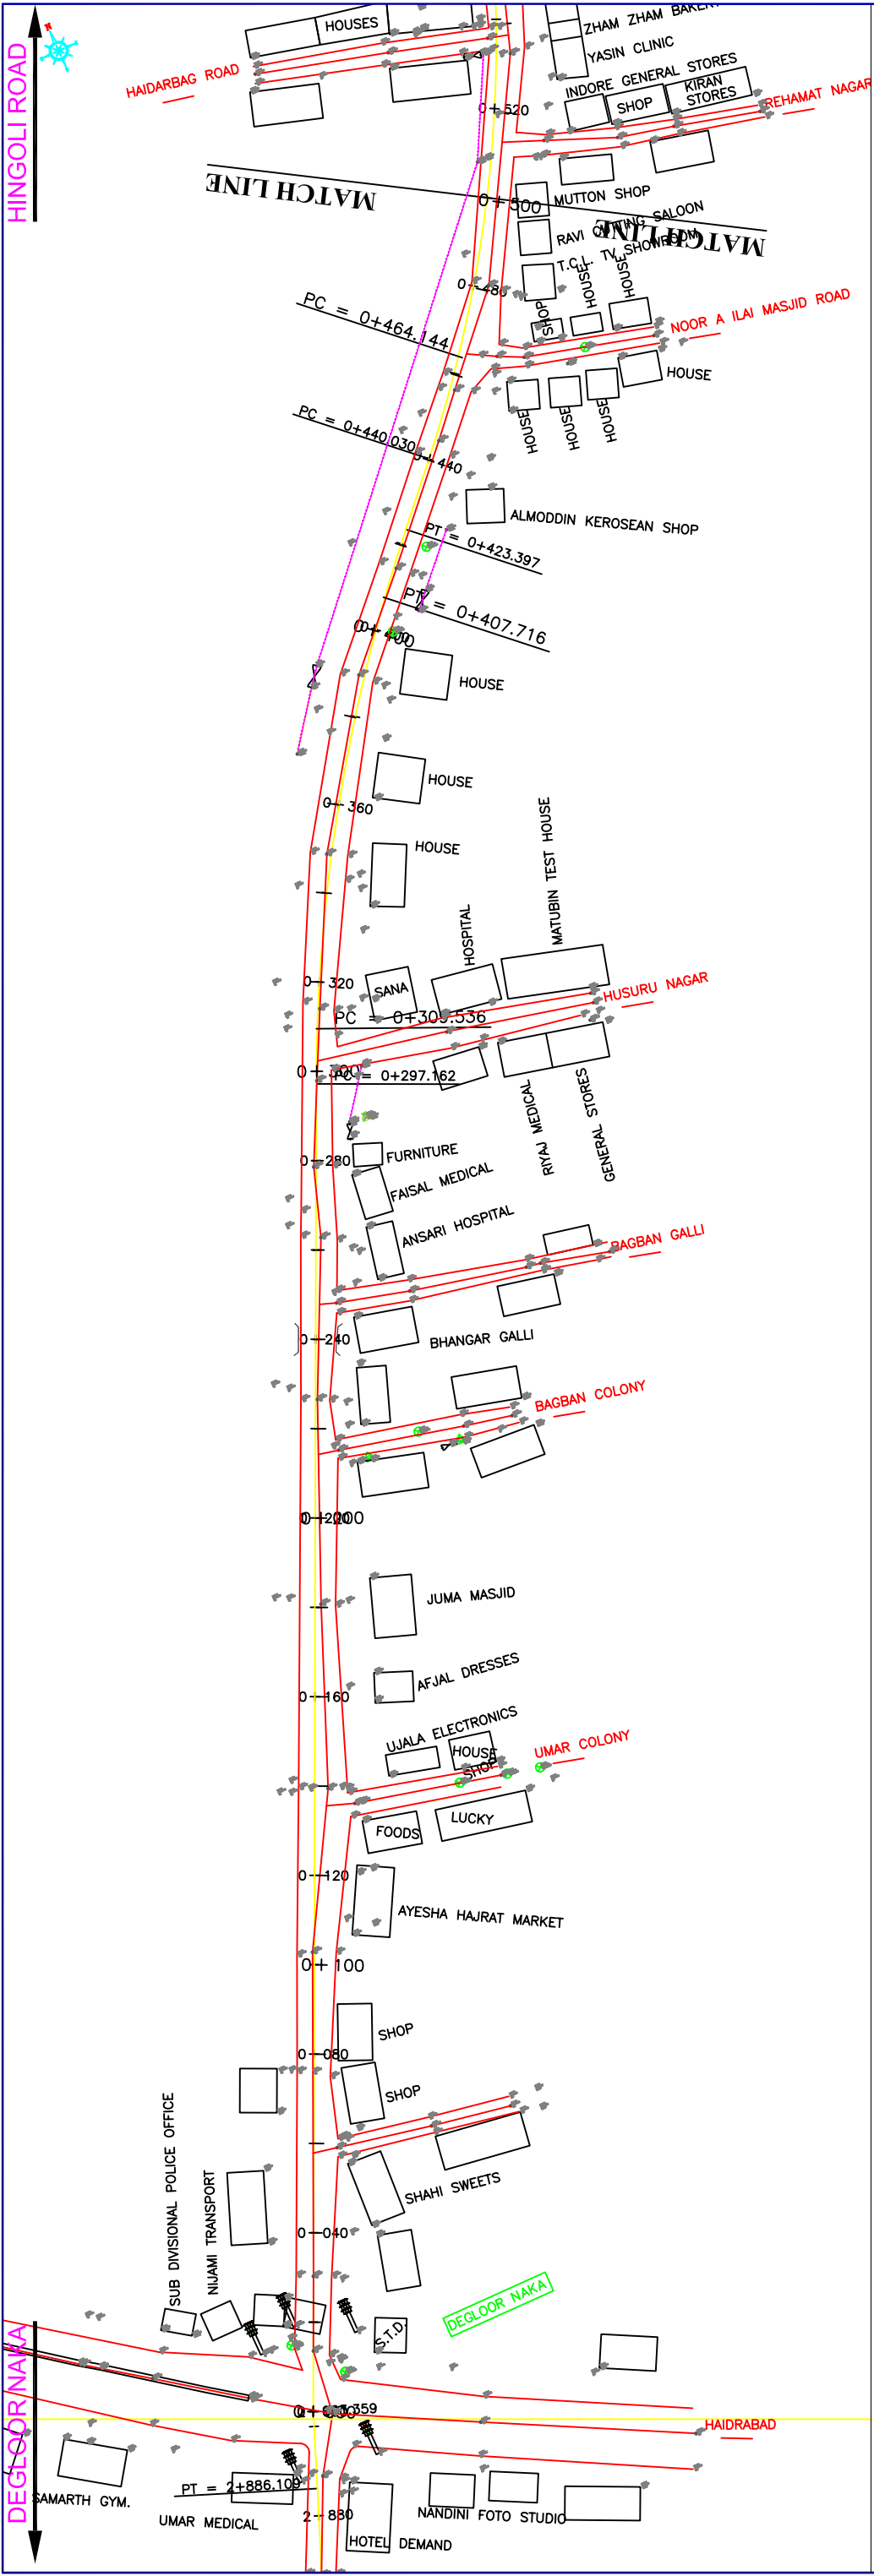 HINGOLI ROAD
HOUSES
HAIDARBAG ROAD
YASIN CLINIC
INDORE GENERAL STORES
SHOP
KIRAN
STORES
REHAMAT NAGAR
0+520
MATCH LINE
MUTTON SHOP
0+500
RAVI CUTTING SALOON
MATCH LINE
T.C.L. TV SHOWROOM
0+480
SHOP
HOUSE
HOUSE
NOOR A ILAI MASJID ROAD
PC = 0+464.144
HOUSE
HOUSE
HOUSE
HOUSE
PC = 0+440.030
0+440
ALMODDIN KEROSEAN SHOP
PT = 0+423.397
PT = 0+407.716
HOUSE
HOUSE
0+360
HOUSE
MATUBIN TEST HOUSE
HOSPITAL
0+320
SANA
HUSURU NAGAR
PC = 0+297.162
RIYAJ MEDICAL
GENERAL STORES
0+280
FURNITURE
FAISAL MEDICAL
ANSARI HOSPITAL
BAGBAN GALLI
0+240
BHANGAR GALLI
BAGBAN COLONY
JUMA MASJID
AFJAL DRESSES
0+160
UJALA ELECTRONICS
HOUSE
SHOP
UMAR COLONY
FOODS
LUCKY
0+120
AYESHA HAJRAT MARKET
0+100
SHOP
0+080
SHOP
SUB DIVISIONAL POLICE OFFICE
NIJAMI TRANSPORT
SHAHI SWEETS
0+040
DEGLOOR NAKA
S.T.D.
DEGLOOR NAKA
HAIDRABAD
SAMARTH GYM.
PT = 2+886.109
UMAR MEDICAL
2+880
NANDINI FOTO STUDIO
HOTEL DEMAND